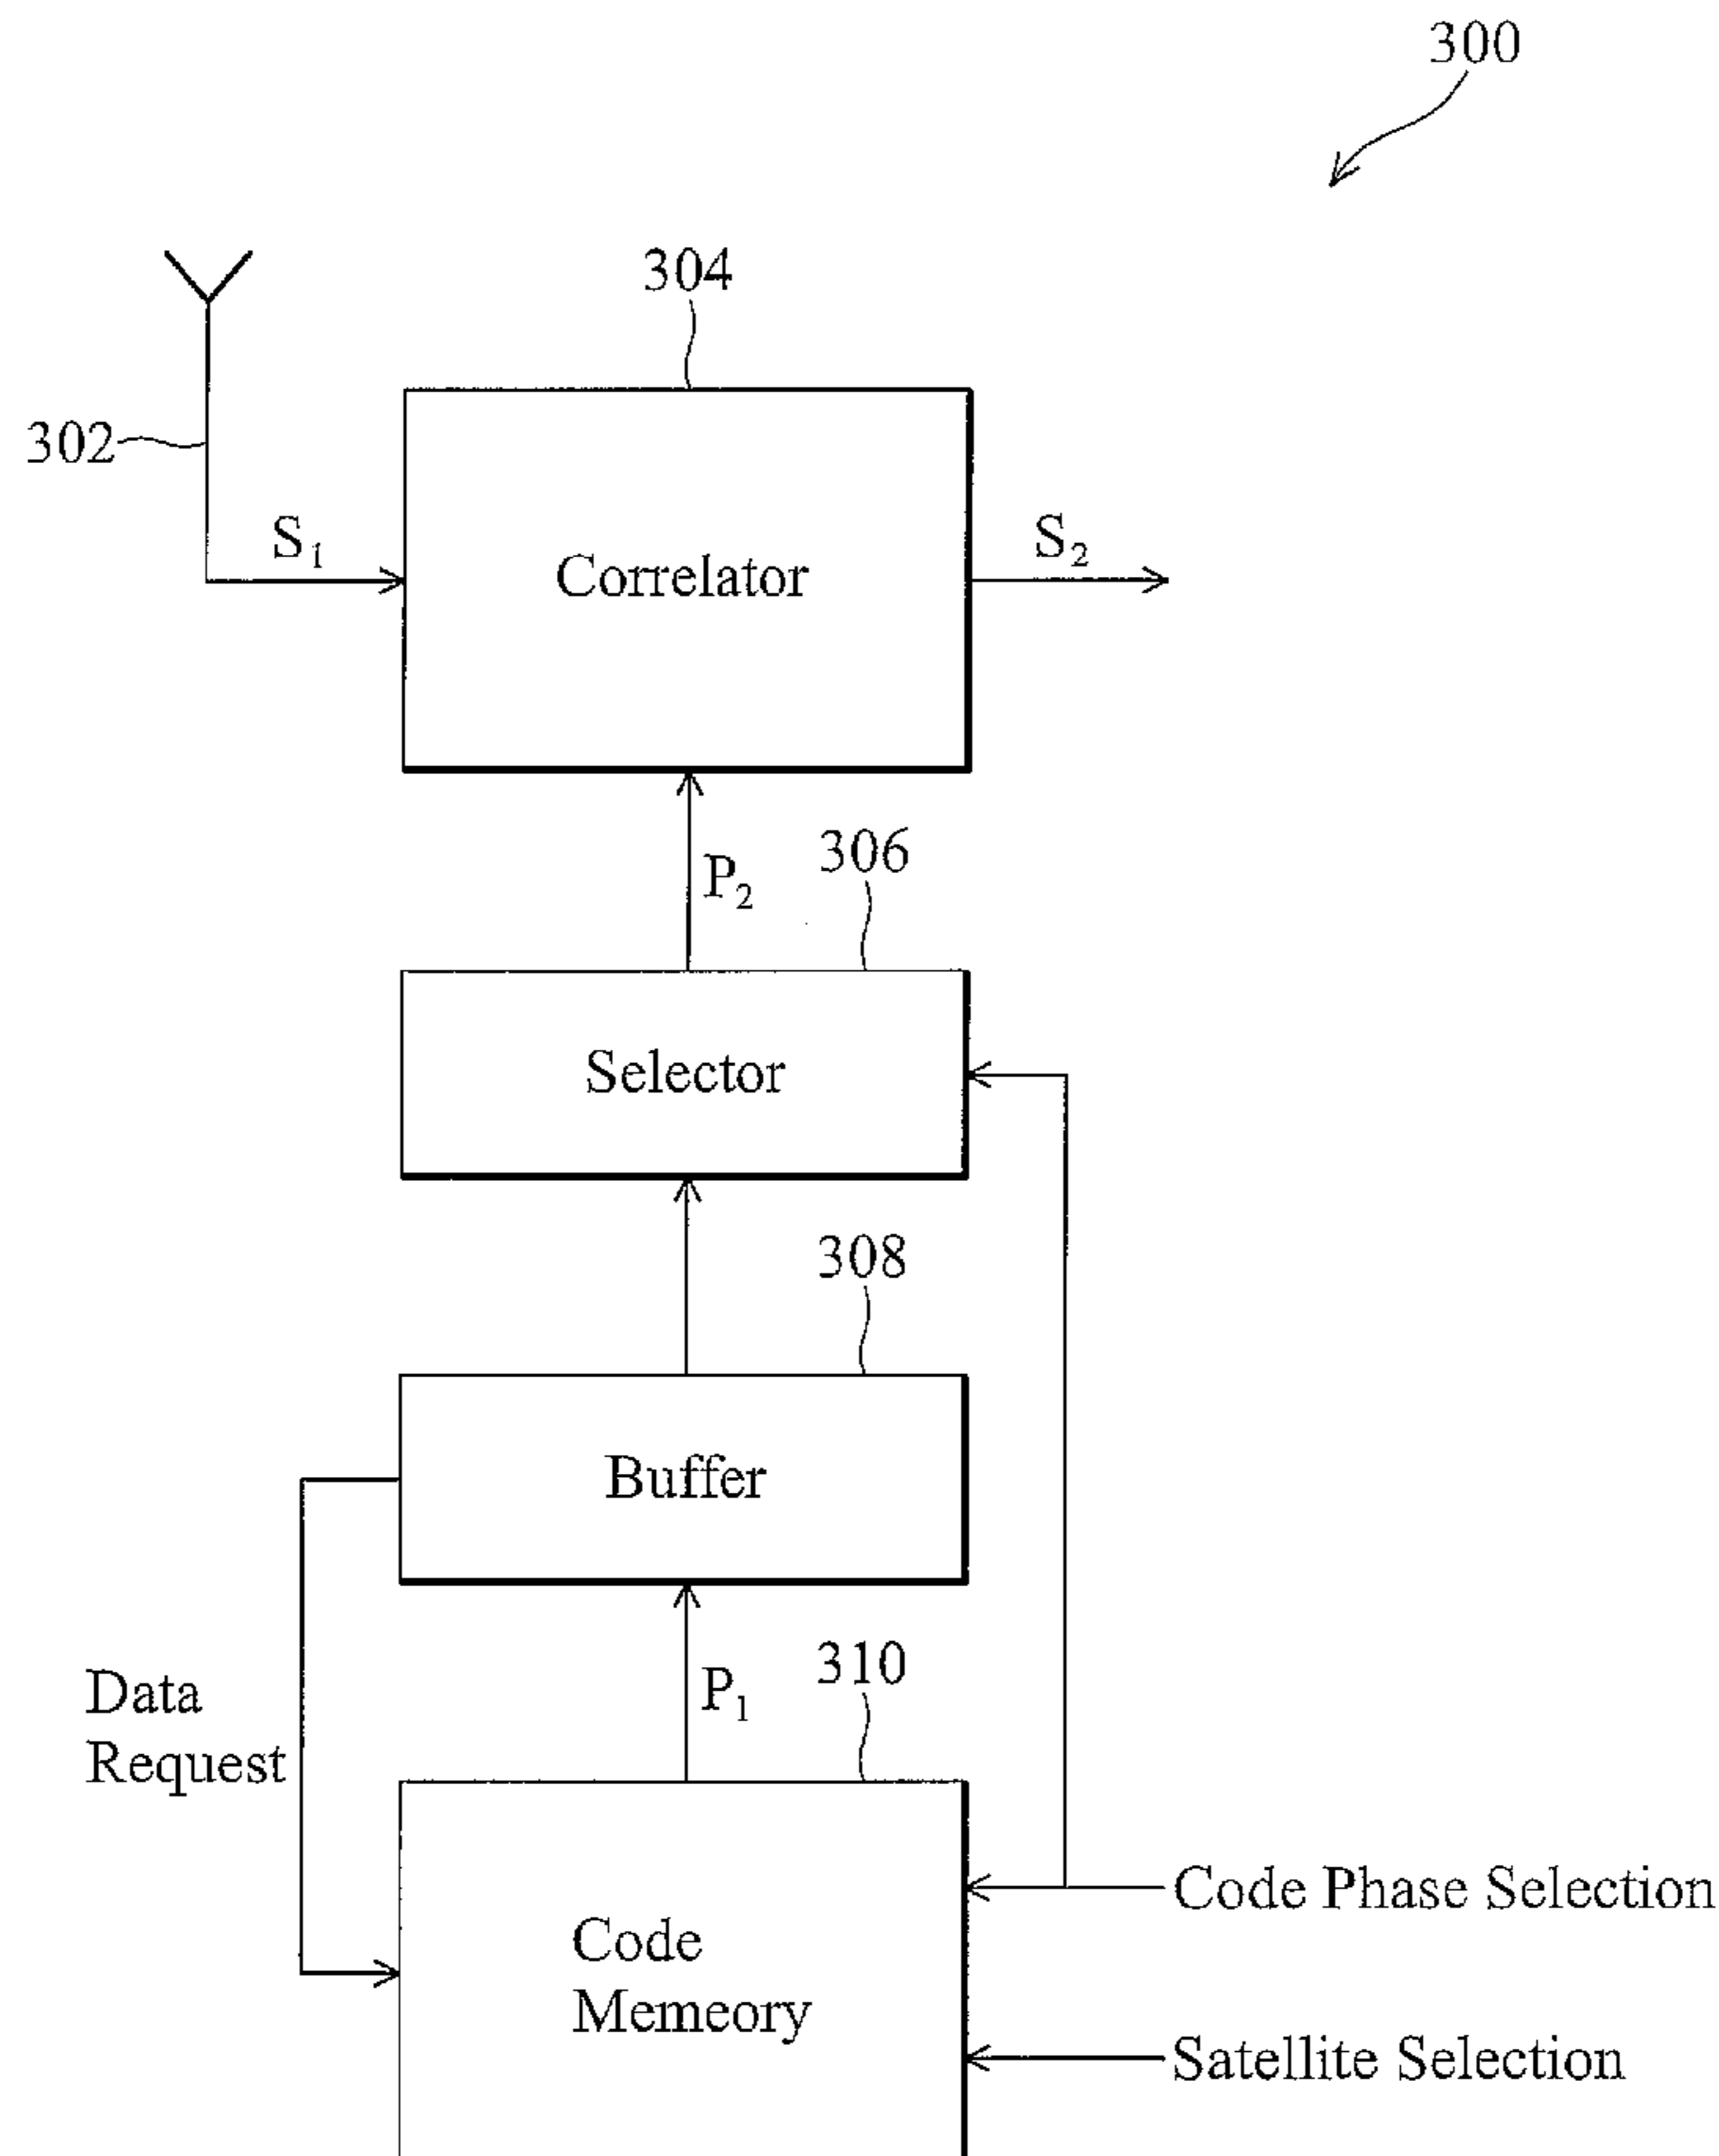 300
304
302
S1
Correlator
S2
P2
306
Selector
308
Buffer
Data
Request
P1
310
Code Phase Selection
Code
Memeory
Satellite Selection